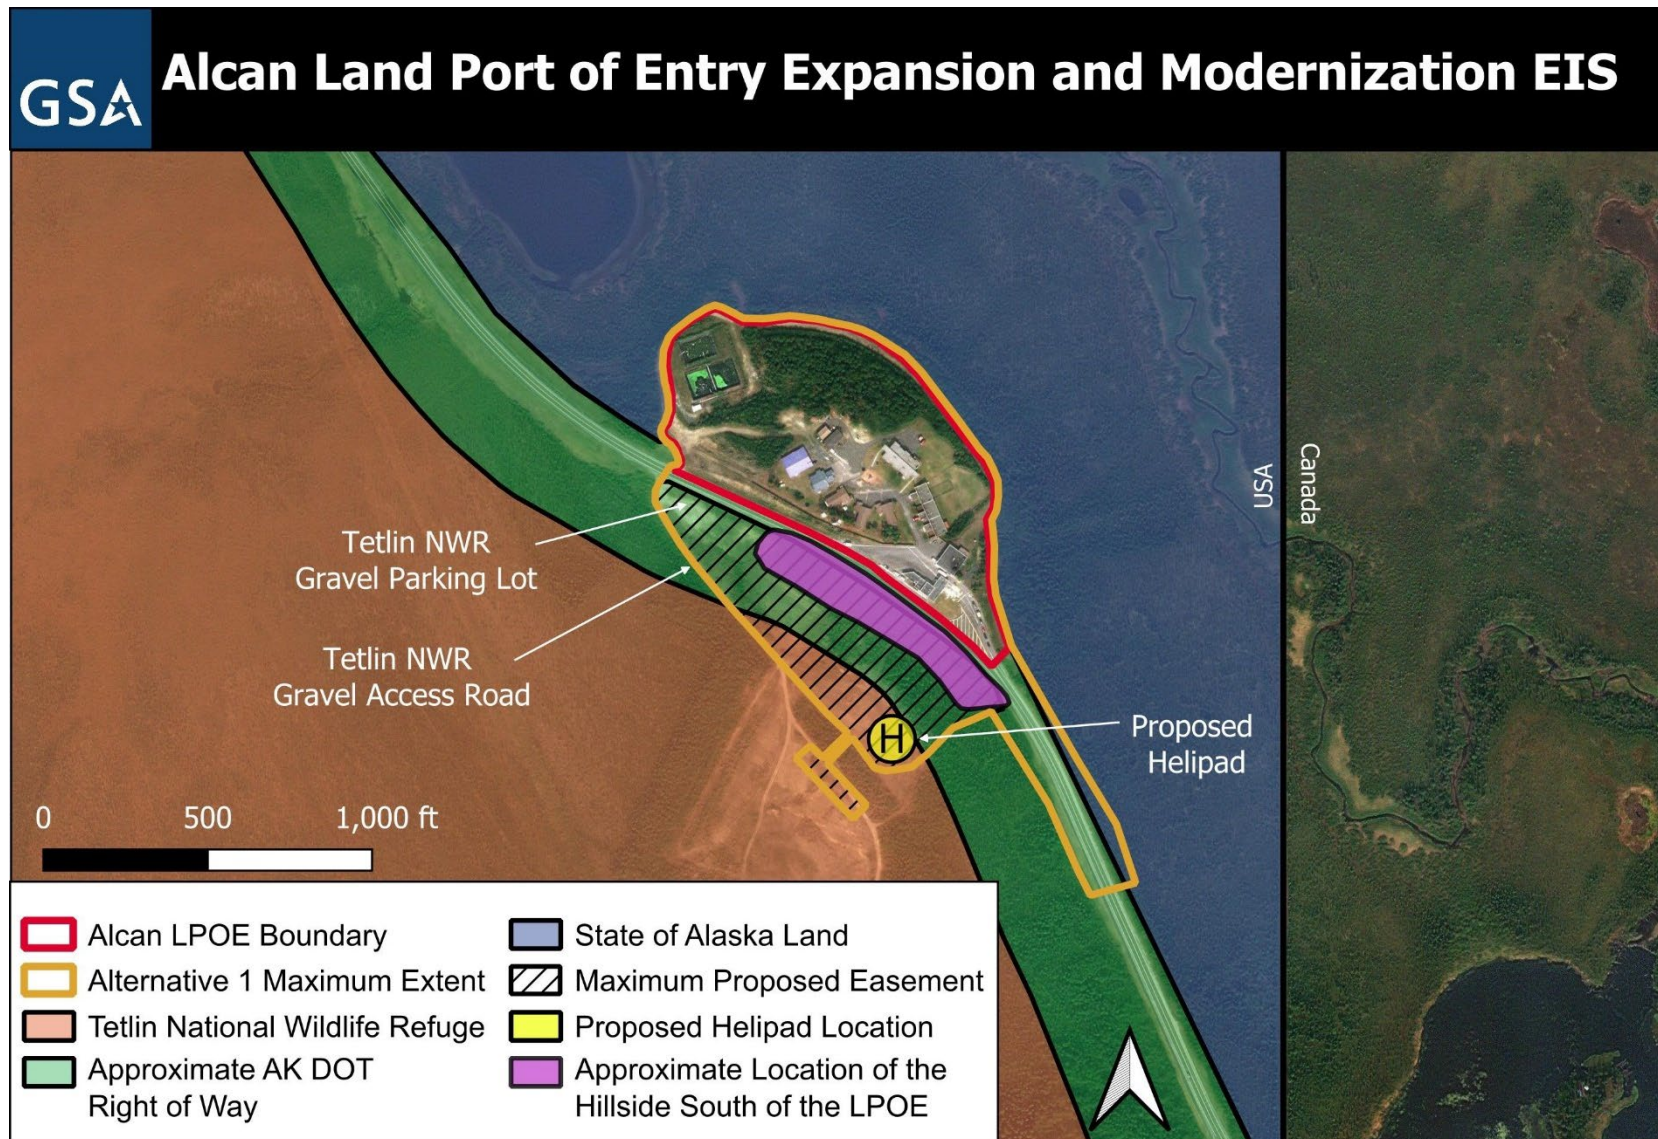 GSA
Alcan Land Port of Entry Expansion and Modernization EIS
USA
Canada
Tetlin NWR
Gravel Parking Lot
Tetlin NWR
Gravel Access Road
H
Proposed
Helipad
0 500 1,000 ft
Alcan LPOE Boundary
Alternative 1 Maximum Extent
Tetlin National Wildlife Refuge
Approximate AK DOT
Right of Way
State of Alaska Land
Maximum Proposed Easement
Proposed Helipad Location
Approximate Location of the
Hillside South of the LPOE